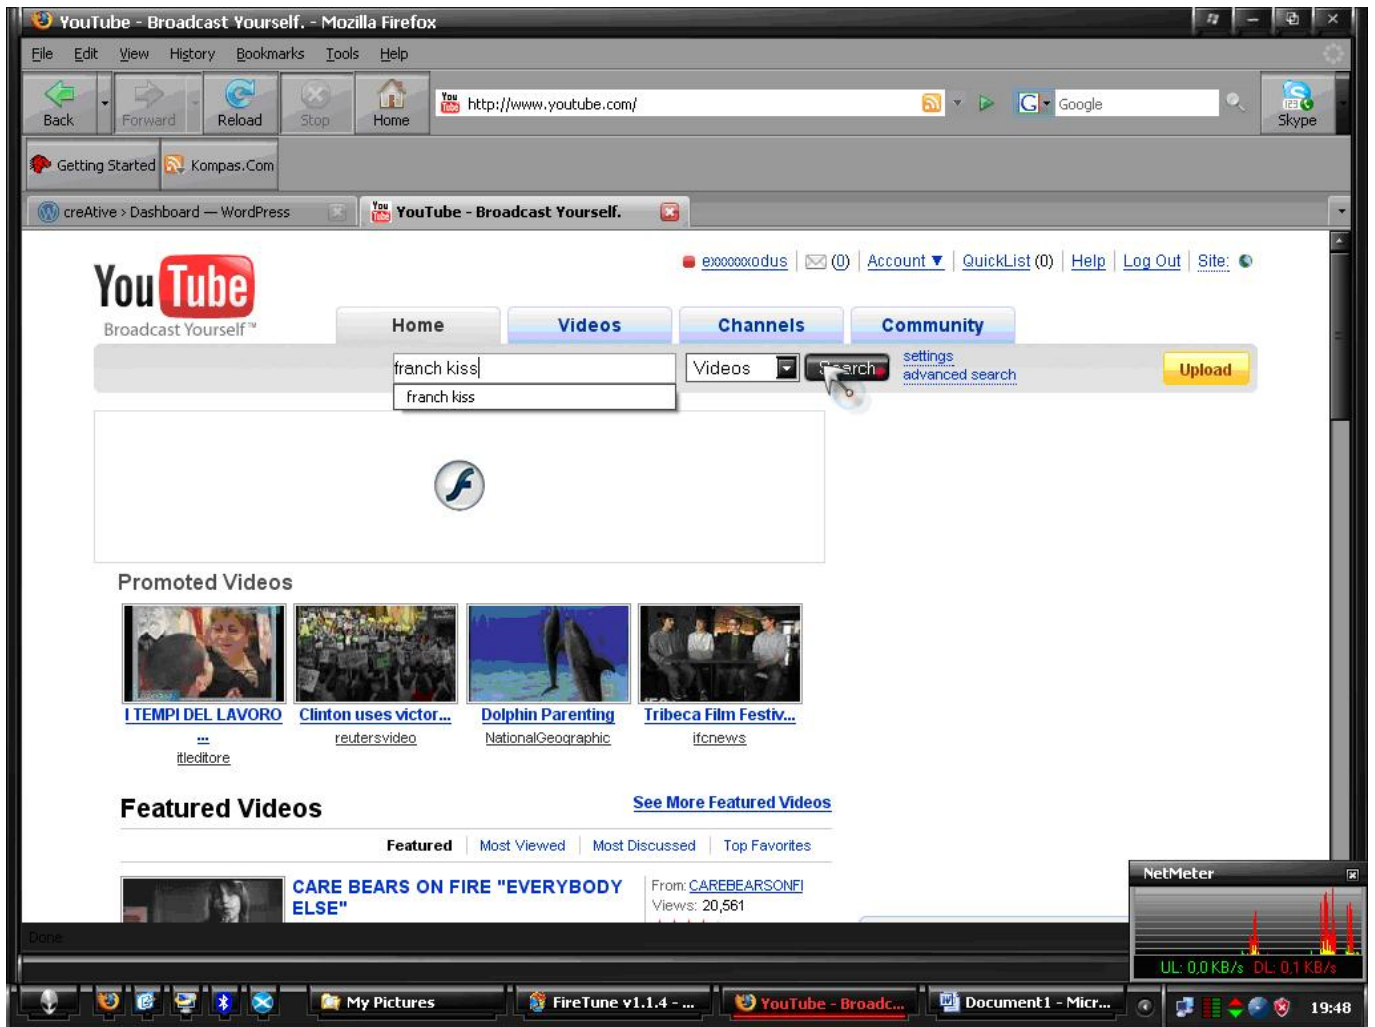 YouTube - Broadcast Yourself. - Mozilla Firefox
File Edit View History Bookmarks Tools Help
Back Forward Reload Stop Home You Tube http://www.youtube.com/ G Google Skype
Getting Started Kompas.Com
creAtive › Dashboard — WordPress You Tube YouTube - Broadcast Yourself.
exxxxxxodus (0) Account ▼ QuickList (0) Help Log Out Site:
You Tube
Broadcast Yourself™
Home Videos Channels Community
franch kiss Videos Search settings
advanced search Upload
franch kiss
Promoted Videos
I TEMPI DEL LAVORO ... Clinton uses victor... Dolphin Parenting Tribeca Film Festiv...
itleditore reutersvideo NationalGeographic ifcnews
Featured Videos See More Featured Videos
Featured Most Viewed Most Discussed Top Favorites
CARE BEARS ON FIRE "EVERYBODY
ELSE"
From: CAREBEARSONFI
Views: 20,561
NetMeter
UL: 0,0 KB/s DL: 0,1 KB/s
Done
My Pictures FireTune v1.1.4 - ... YouTube - Broadc... Document1 - Micr... 19:48